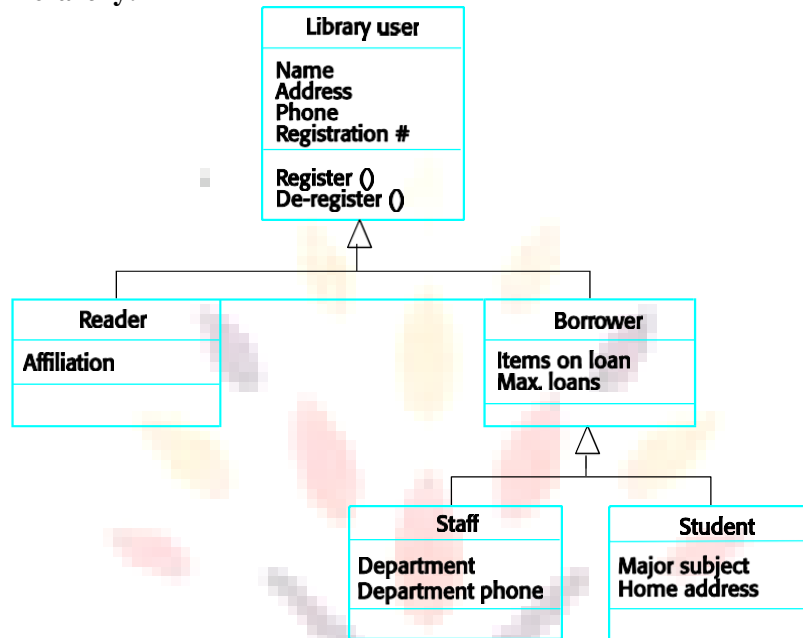 Library user
Name
Address
Phone
Registration #
Register ()
De-register ()
Reader
Affiliation
Borrower
Items on loan
Max. loans
Staff
Department
Department phone
Student
Major subject
Home address